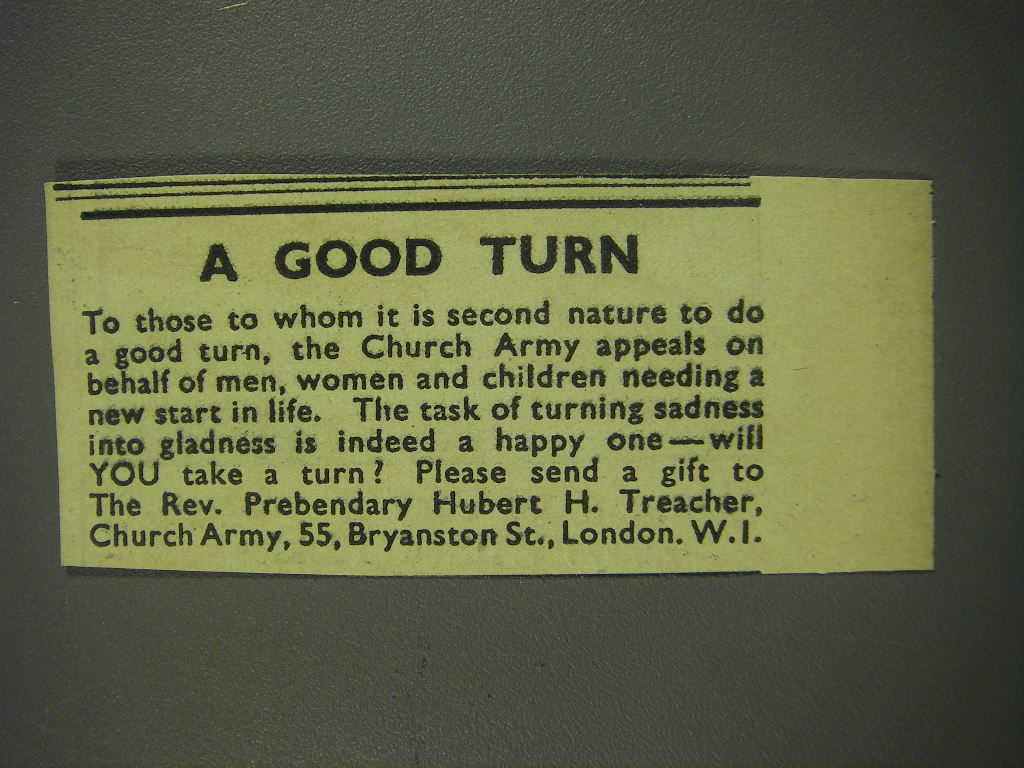 A GOOD TURN
To those to whom it is second nature to do
a good turn, the Church Army appeals on
behalf of men, women and children needing a
new start in life. The task of turning sadness
into gladness is indeed a happy one—will
YOU take a turn? Please send a gift to
The Rev. Prebendary Hubert H. Treacher,
Church Army, 55, Bryanston St., London. W.I.